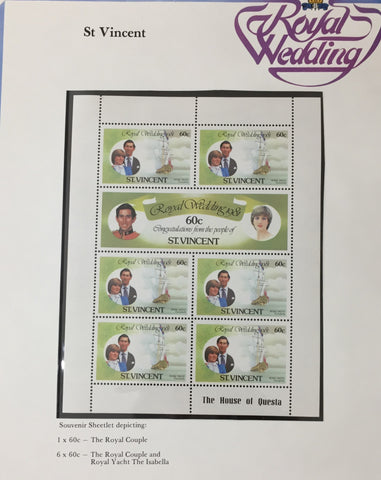 St Vincent
Royal
Wedding
Royal Wedding 1981 60c
ST. VINCENT
Royal Wedding 1981 60c
ST. VINCENT
Royal Wedding 1981
60c
Congratulations from the people of
ST. VINCENT
Royal Wedding 1981 60c
ST. VINCENT
Royal Wedding 1981 60c
ST. VINCENT
Royal Wedding 1981 60c
ST. VINCENT
Royal Wedding 1981 60c
ST. VINCENT
The House of Questa
Souvenir Sheetlet depicting:
1 x 60c — The Royal Couple
6 x 60c — The Royal Couple and
Royal Yacht The Isabella